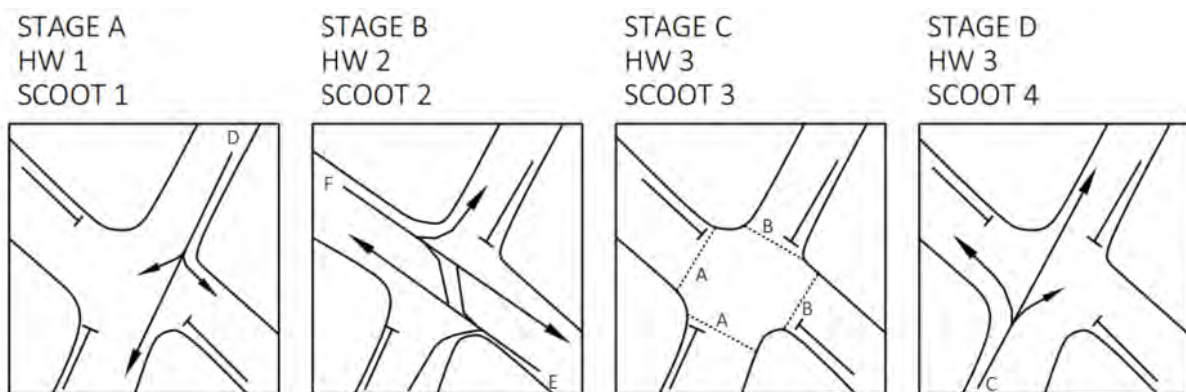 STAGE A
HW 1
SCOOT 1
D
STAGE B
HW 2
SCOOT 2
F
E
STAGE C
HW 3
SCOOT 3
B
A
B
A
STAGE D
HW 3
SCOOT 4
C